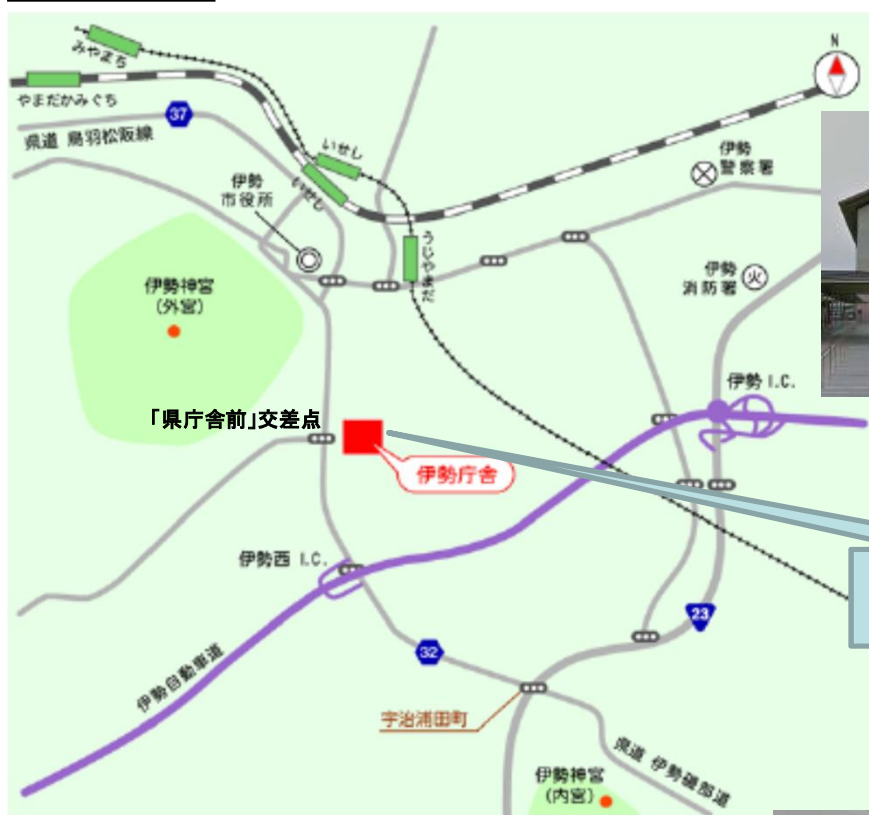 みやまち
やまだかみぐち
37
県道 鳥羽松阪線
いせし
いせし
N
伊勢
警察署
伊勢
市役所
うじやまだ
伊勢
消防署
火
伊勢神宮
(外宮)
伊勢 I.C.
「県庁舎前」交差点
伊勢庁舎
伊勢西 I.C.
23
32
伊勢自動車道
宇治浦田町
県道 伊勢磯部道
伊勢神宮
(内宮)